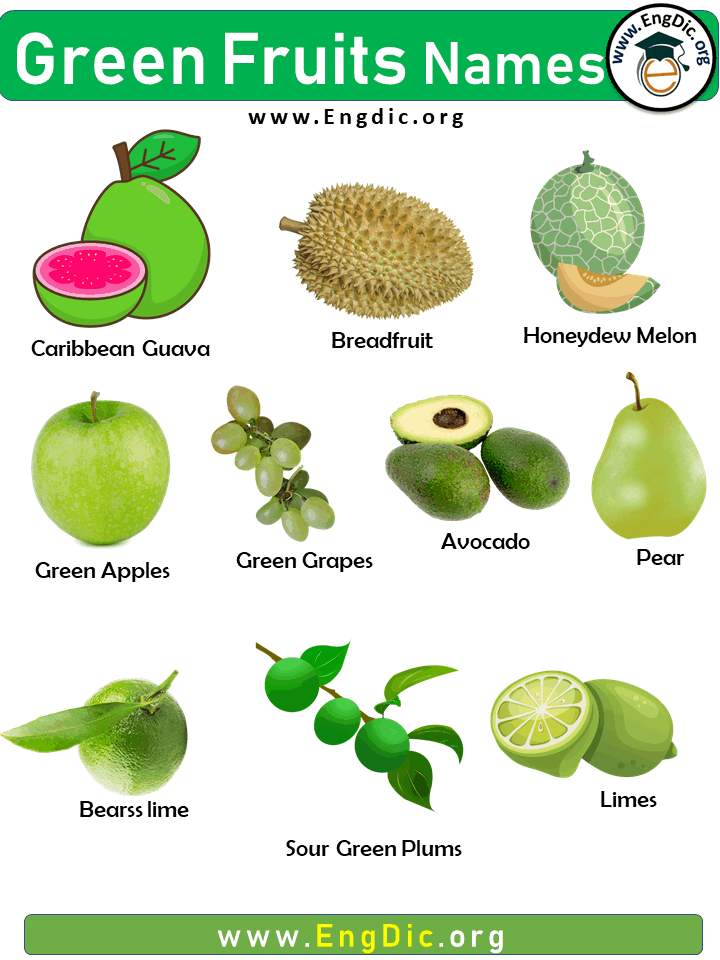 Green Fruits Names
www.EngDic.org
www.Engdic.org
Caribbean Guava
Breadfruit
Honeydew Melon
Green Apples
Green Grapes
Avocado
Pear
Bearss lime
Sour Green Plums
Limes
www.EngDic.org